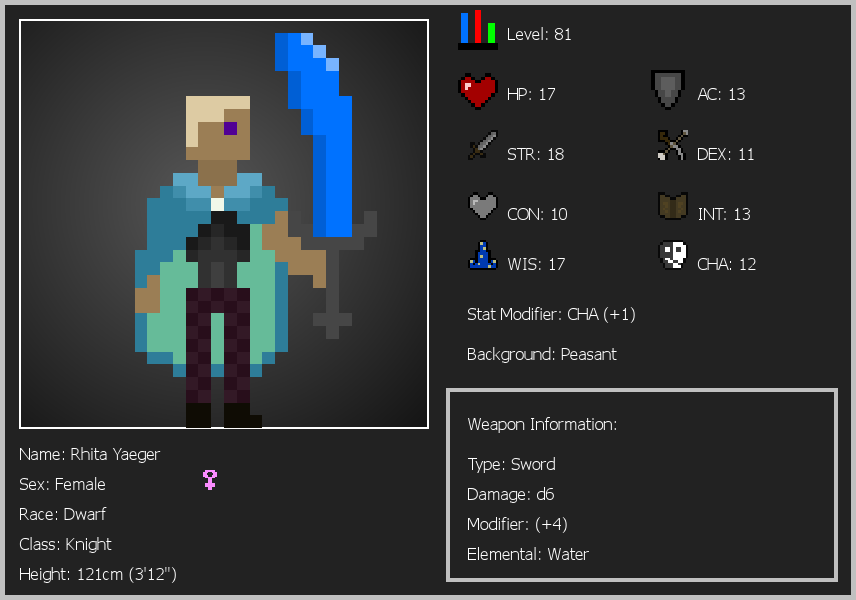 Level: 81
HP: 17
AC: 13
STR: 18
DEX: 11
CON: 10
INT: 13
WIS: 17
CHA: 12
Stat Modifier: CHA (+1)
Background: Peasant
Weapon Information:
Type: Sword
Damage: d6
Modifier: (+4)
Elemental: Water
Name: Rhita Yaeger
Sex: Female
Race: Dwarf
Class: Knight
Height: 121cm (3'12")